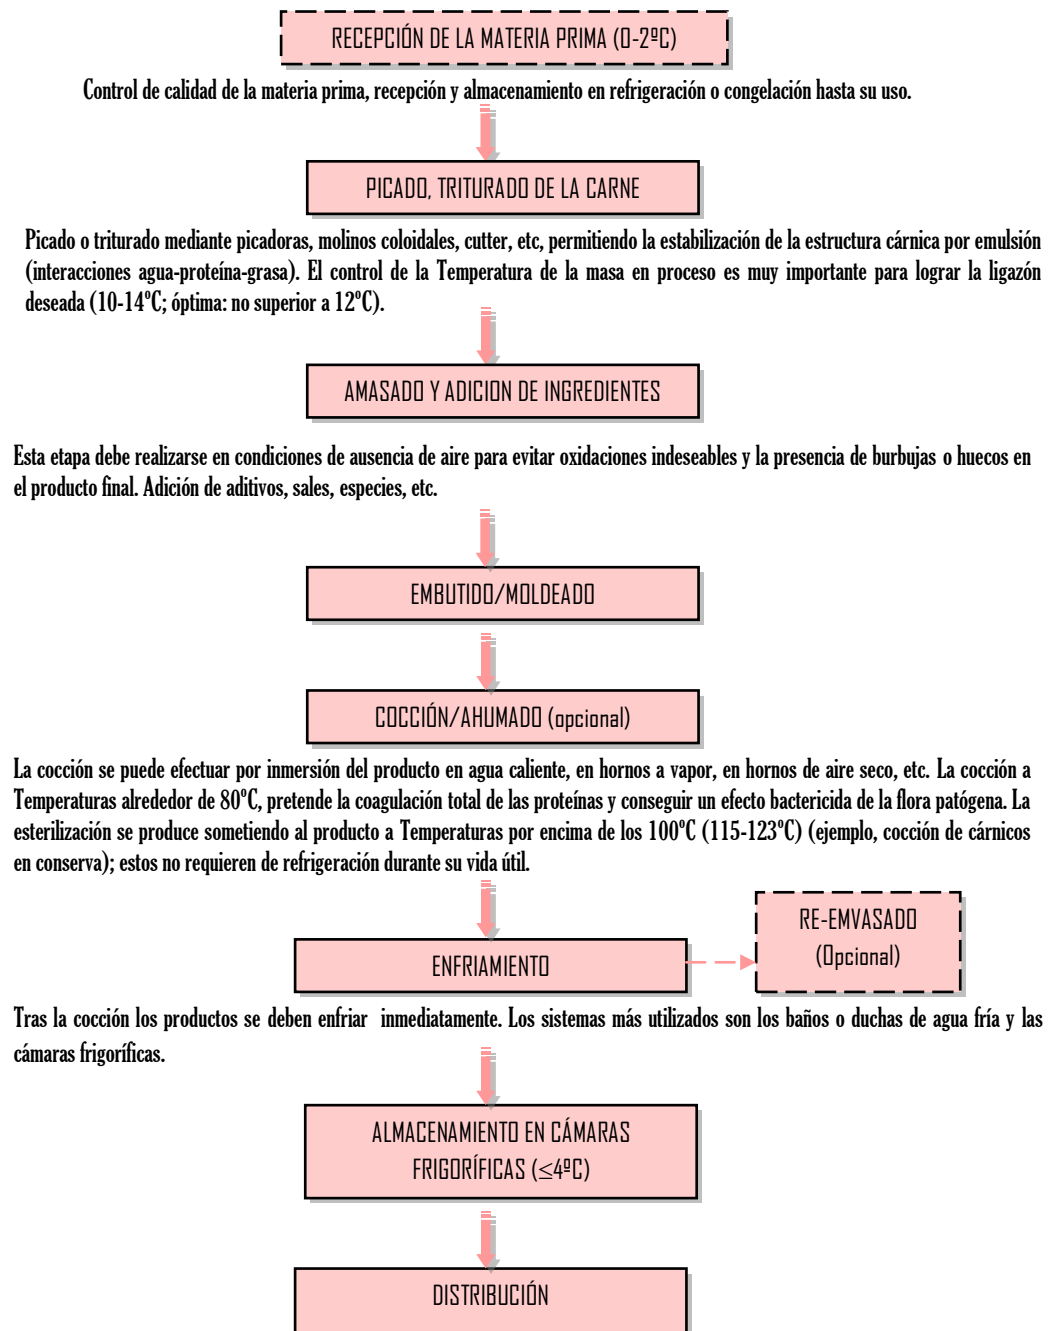 RECEPCIÓN DE LA MATERIA PRIMA (0-2ºC)
Control de calidad de la materia prima, recepción y almacenamiento en refrigeración o congelación hasta su uso.
PICADO, TRITURADO DE LA CARNE
Picado o triturado mediante picadoras, molinos coloidales, cutter, etc, permitiendo la estabilización de la estructura cárnica por emulsión
(interacciones agua-proteína-grasa). El control de la Temperatura de la masa en proceso es muy importante para lograr la ligazón
deseada (10-14ºC; óptima: no superior a 12ºC).
AMASADO Y ADICION DE INGREDIENTES
Esta etapa debe realizarse en condiciones de ausencia de aire para evitar oxidaciones indeseables y la presencia de burbujas o huecos en
el producto final. Adición de aditivos, sales, especies, etc.
EMBUTIDO/MOLDEADO
COCCIÓN/AHUMADO (opcional)
La cocción se puede efectuar por inmersión del producto en agua caliente, en hornos a vapor, en hornos de aire seco, etc. La cocción a
Temperaturas alrededor de 80ºC, pretende la coagulación total de las proteínas y conseguir un efecto bactericida de la flora patógena. La
esterilización se produce sometiendo al producto a Temperaturas por encima de los 100ºC (115-123ºC) (ejemplo, cocción de cárnicos
en conserva); estos no requieren de refrigeración durante su vida útil.
RE-EMVASADO
(Opcional)
ENFRIAMIENTO
Tras la cocción los productos se deben enfriar inmediatamente. Los sistemas más utilizados son los baños o duchas de agua fría y las
cámaras frigoríficas.
ALMACENAMIENTO EN CÁMARAS
FRIGORÍFICAS (≤4ºC)
DISTRIBUCIÓN